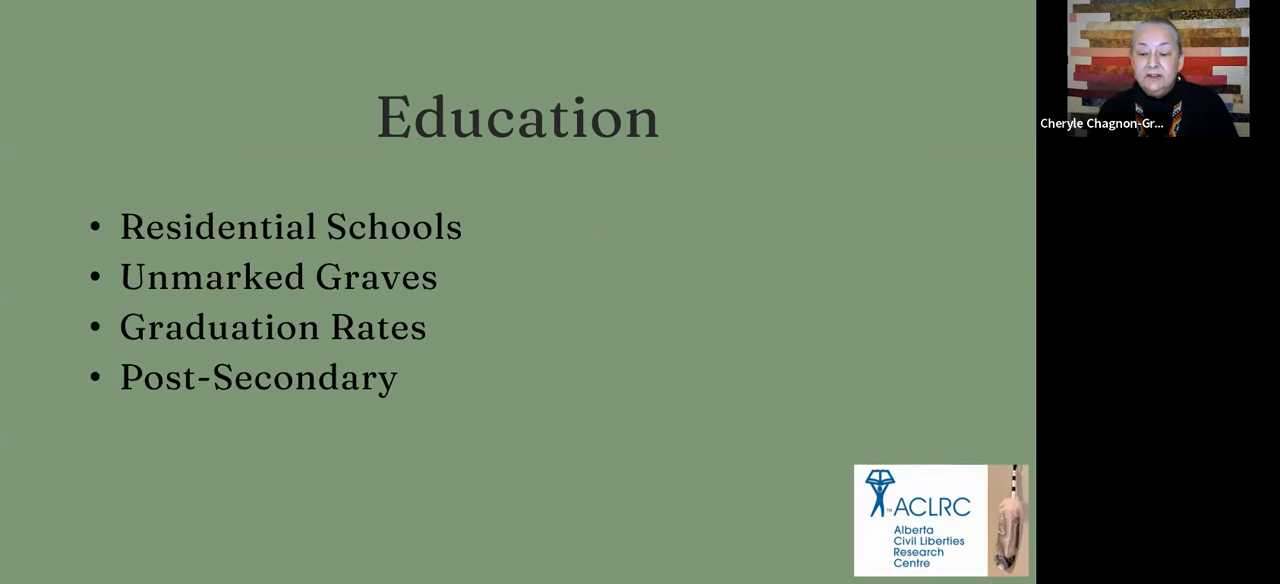 Education
• Residential Schools
• Unmarked Graves
• Graduation Rates
• Post-Secondary
Cheryle Chagnon-Gr...
ACLRC
Alberta
Civil Liberties
Research
Centre